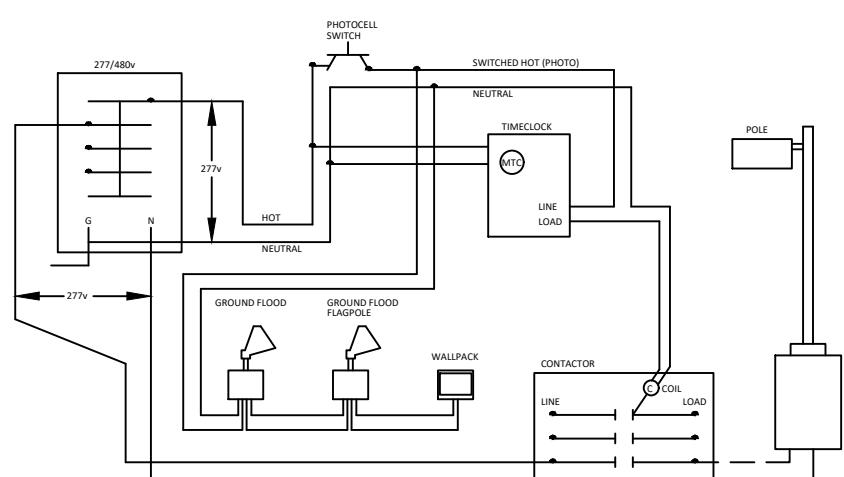 PHOTOCELL
SWITCH
277/480v
SWITCHED HOT (PHOTO)
NEUTRAL
TIMECLOCK
POLE
MTC
277v
LINE
LOAD
G
N
HOT
NEUTRAL
277v
GROUND FLOOD
GROUND FLOOD
FLAGPOLE
WALLPACK
CONTACTOR
C
COIL
LINE
LOAD